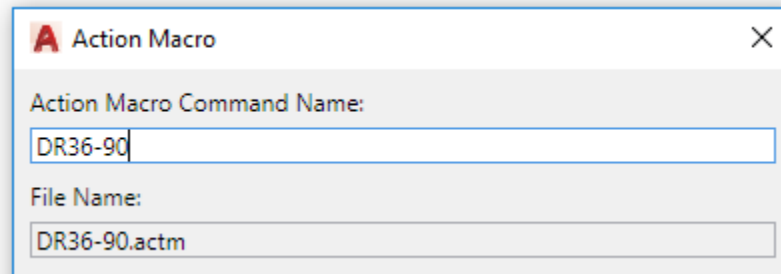 Action Macro
Action Macro Command Name:
DR36-90
File Name:
DR36-90.actm